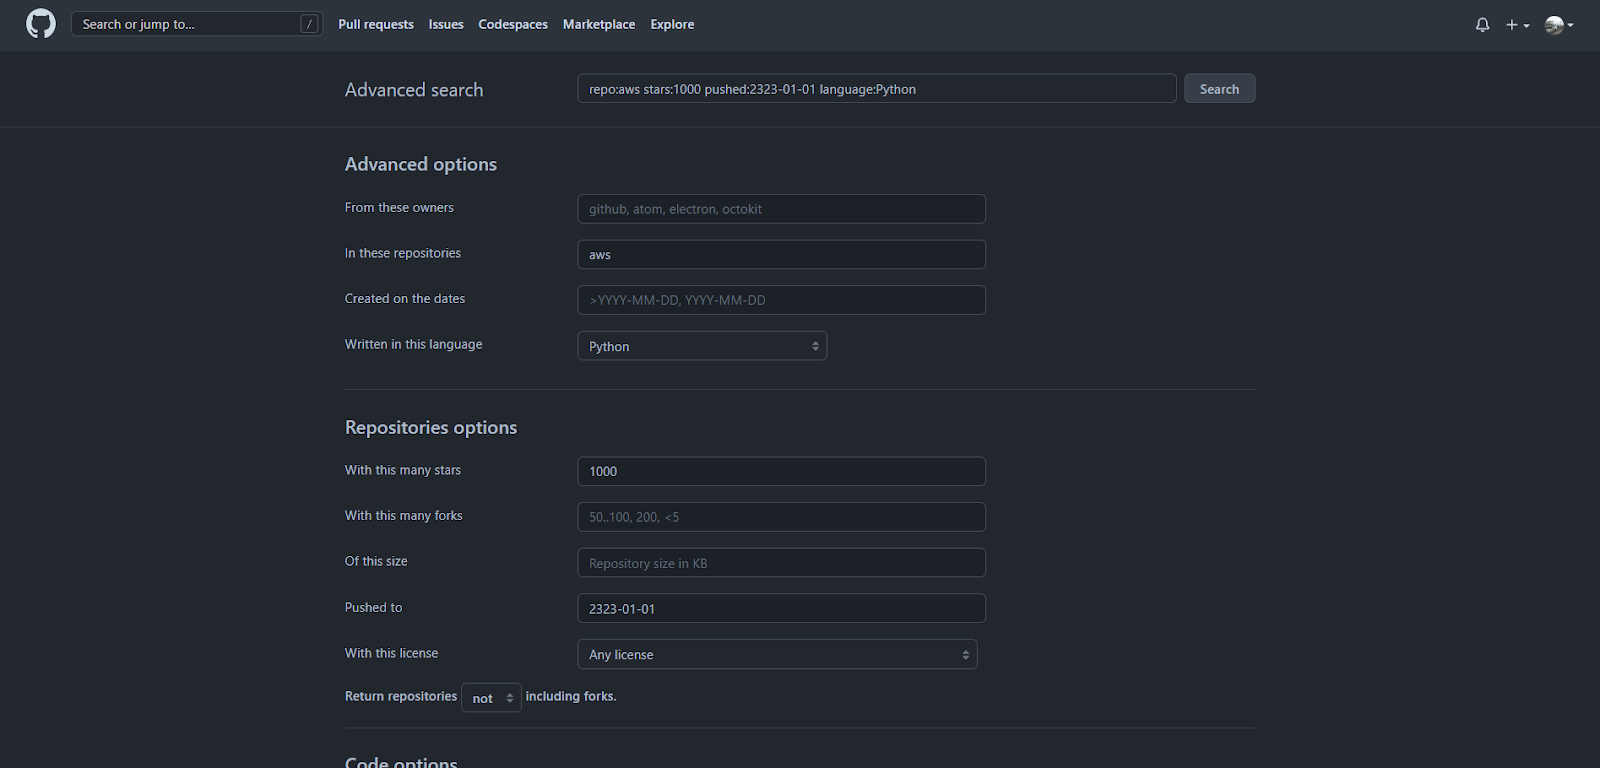 Search or jump to... / Pull requests Issues Codespaces Marketplace Explore
Advanced search repo:aws stars:1000 pushed:2323-01-01 language:Python Search
Advanced options
From these owners github, atom, electron, octokit
In these repositories aws
Created on the dates >YYYY-MM-DD, YYYY-MM-DD
Written in this language Python
Repositories options
With this many stars 1000
With this many forks 50..100, 200, <5
Of this size Repository size in KB
Pushed to 2323-01-01
With this license Any license
Return repositories not including forks.
Code options